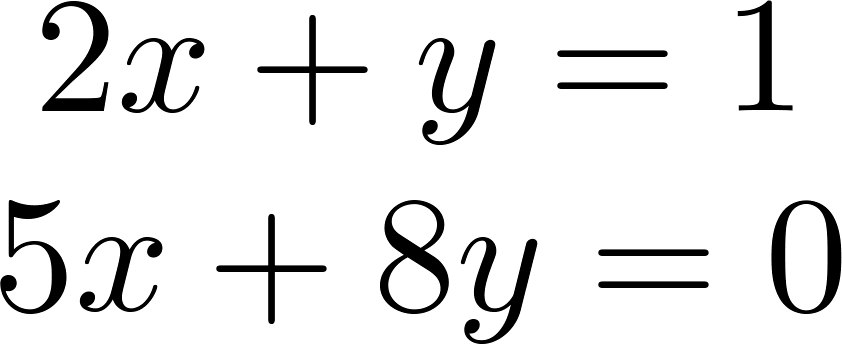 2x + y = 1
5x + 8y = 0